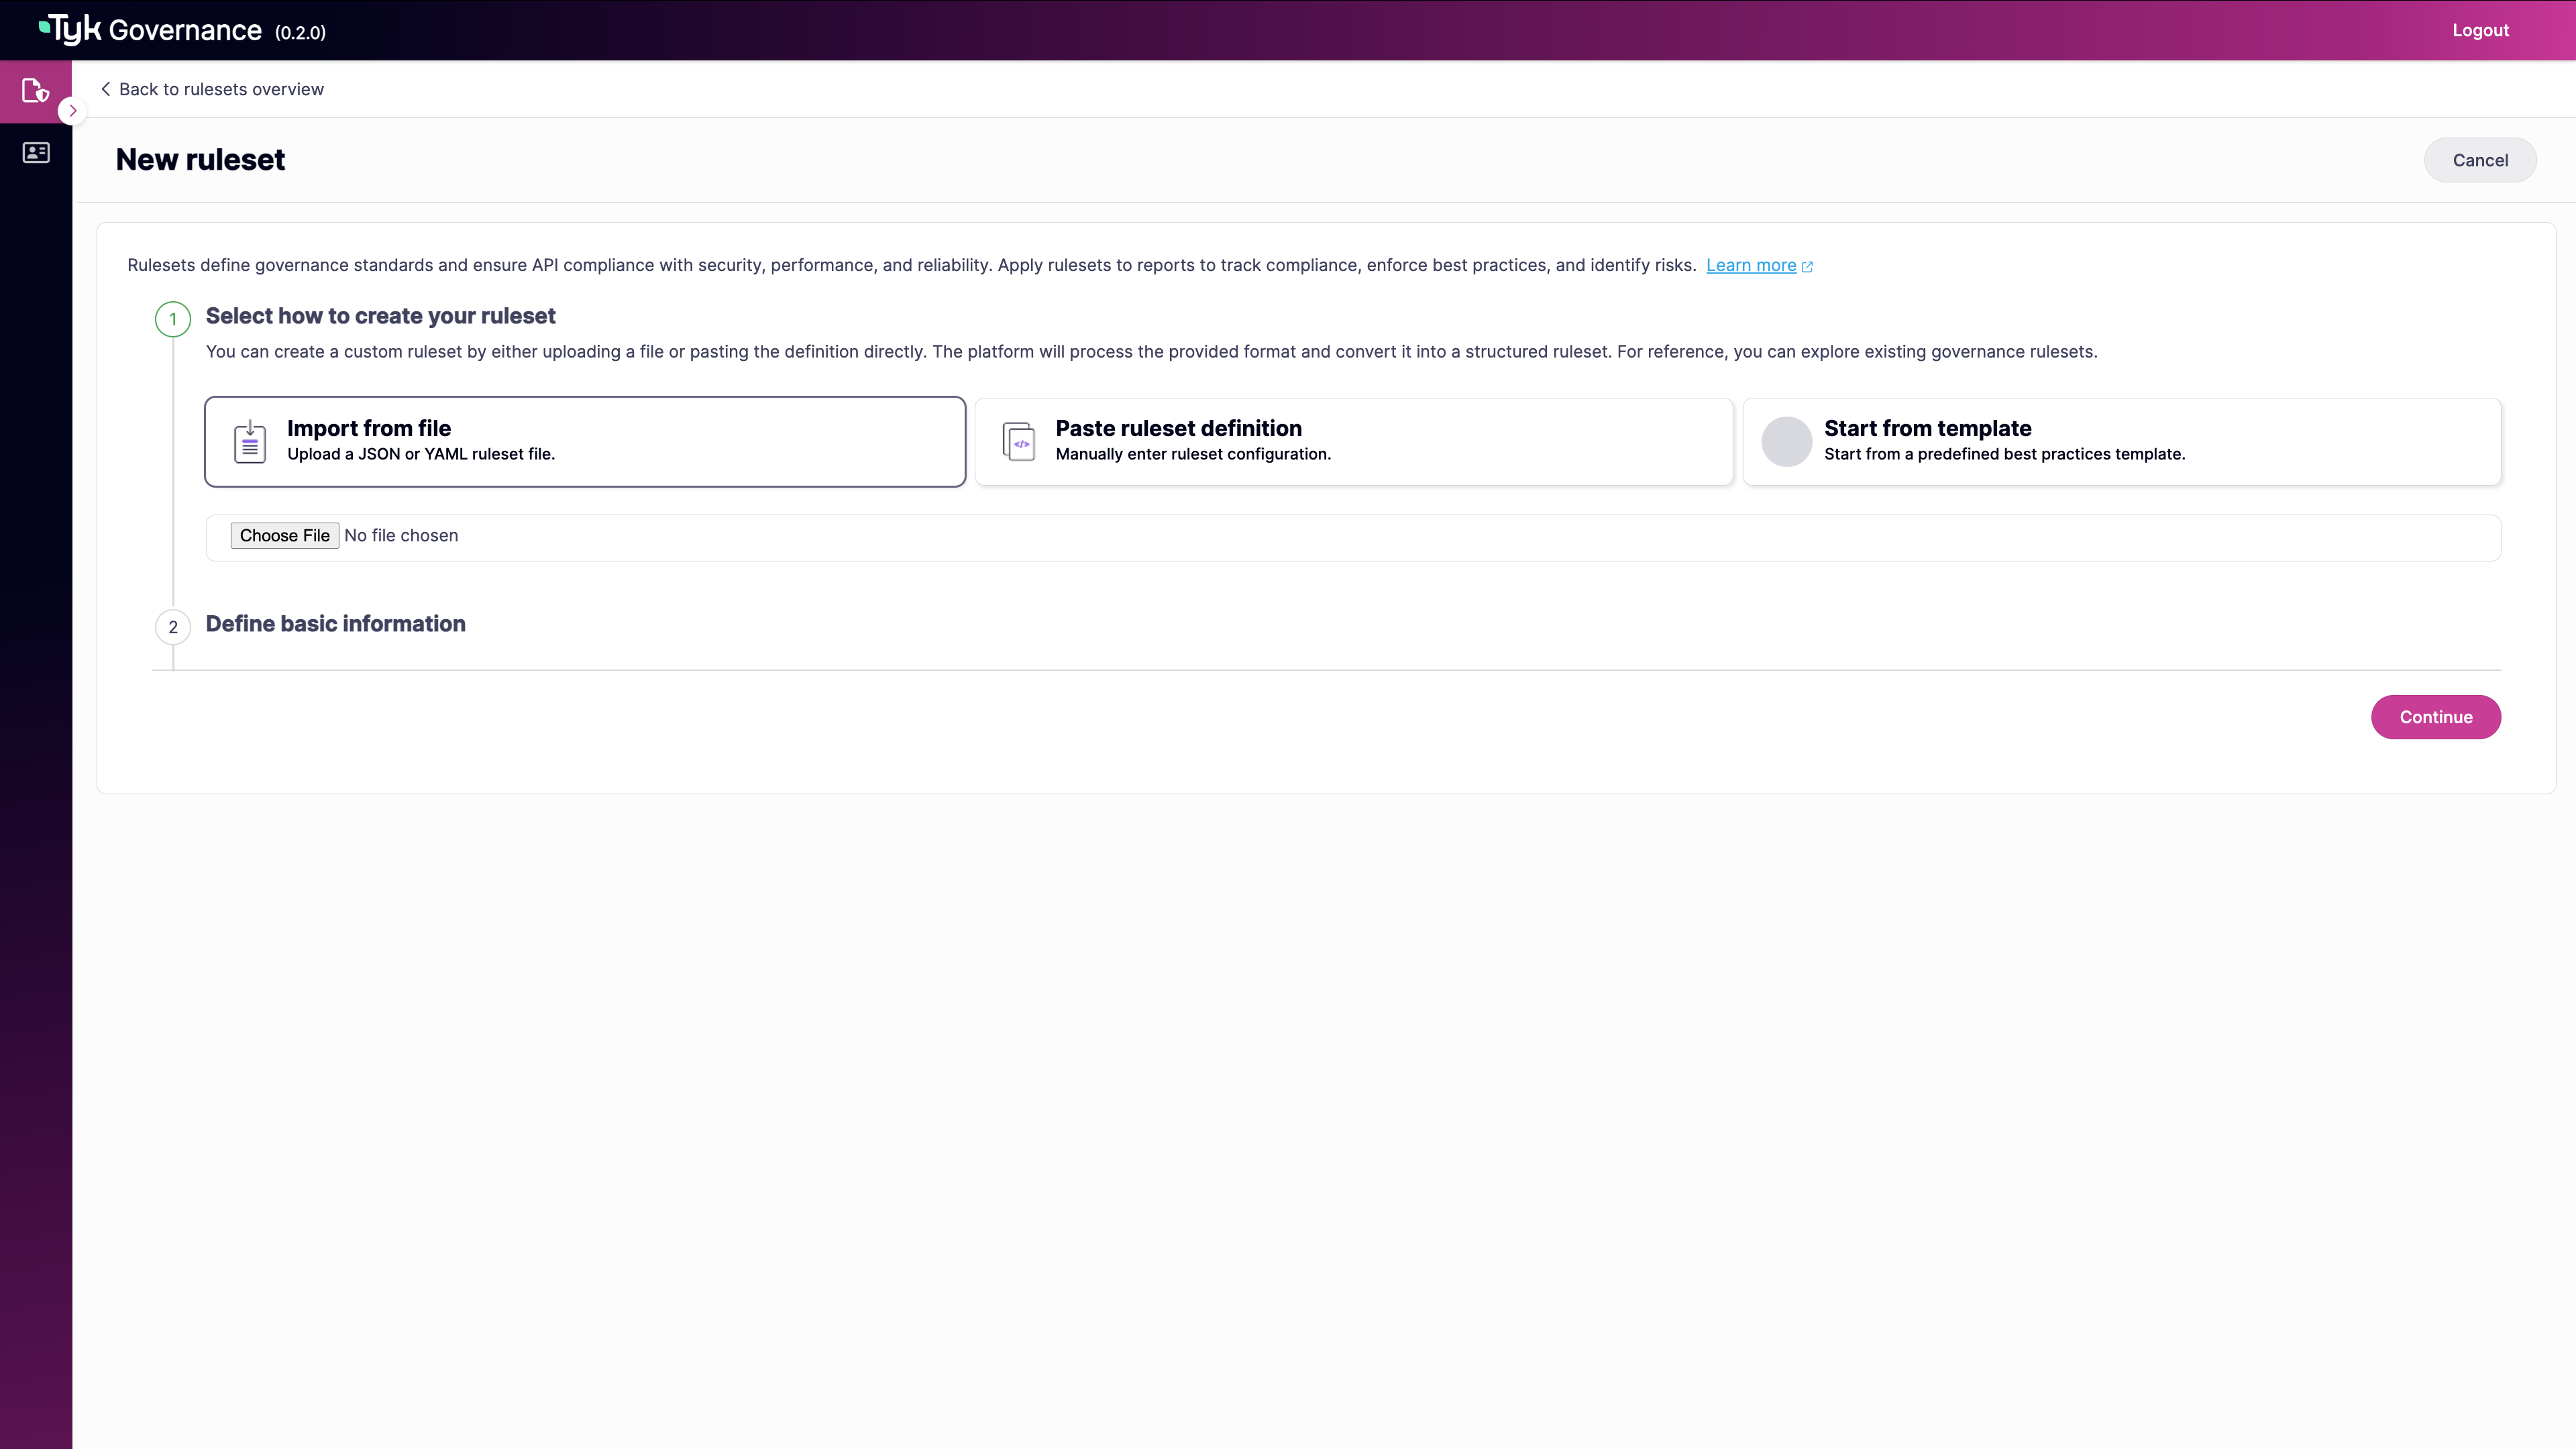 Tyk Governance (0.2.0)
Logout
Back to rulesets overview
New ruleset
Cancel
Rulesets define governance standards and ensure API compliance with security, performance, and reliability. Apply rulesets to reports to track compliance, enforce best practices, and identify risks. Learn more
1
Select how to create your ruleset
You can create a custom ruleset by either uploading a file or pasting the definition directly. The platform will process the provided format and convert it into a structured ruleset. For reference, you can explore existing governance rulesets.
Import from file
Upload a JSON or YAML ruleset file.
</>
Paste ruleset definition
Manually enter ruleset configuration.
Start from template
Start from a predefined best practices template.
Choose File No file chosen
2
Define basic information
Continue